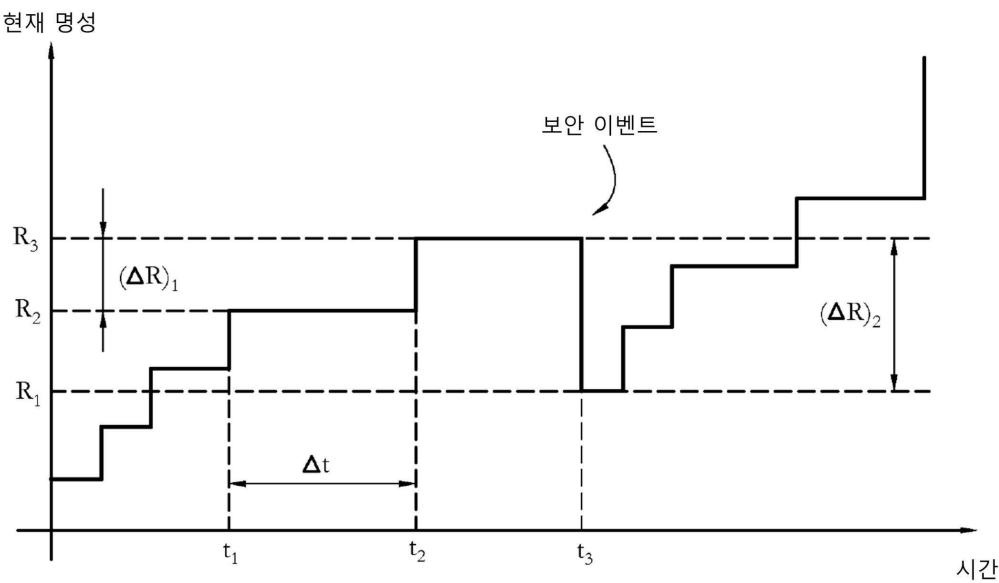 현재 명성
보안 이벤트
R₃
(ΔR)₁
R₂
(ΔR)₂
R₁
Δt
t₁
t₂
t₃
시간